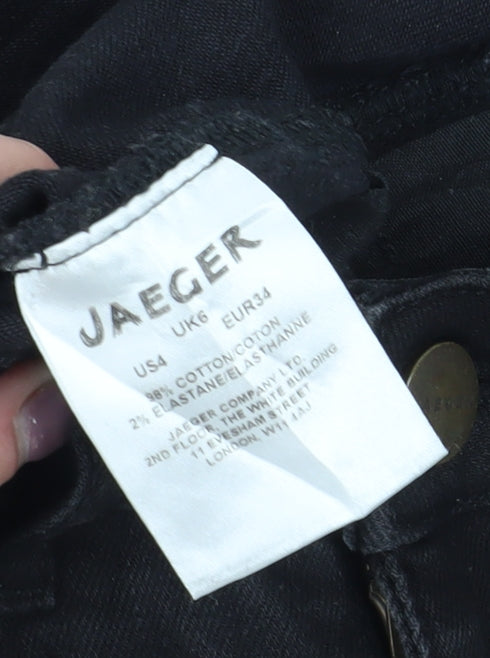 JAEGER
US4 UK6 EUR34
98% COTTON/COTON
2% ELASTANE/ELASTHANNE
JAEGER COMPANY LTD.
2ND FLOOR, THE WHITE BUILDING
11 EVESHAM STREET
LONDON, W11 4AJ
JAEGER